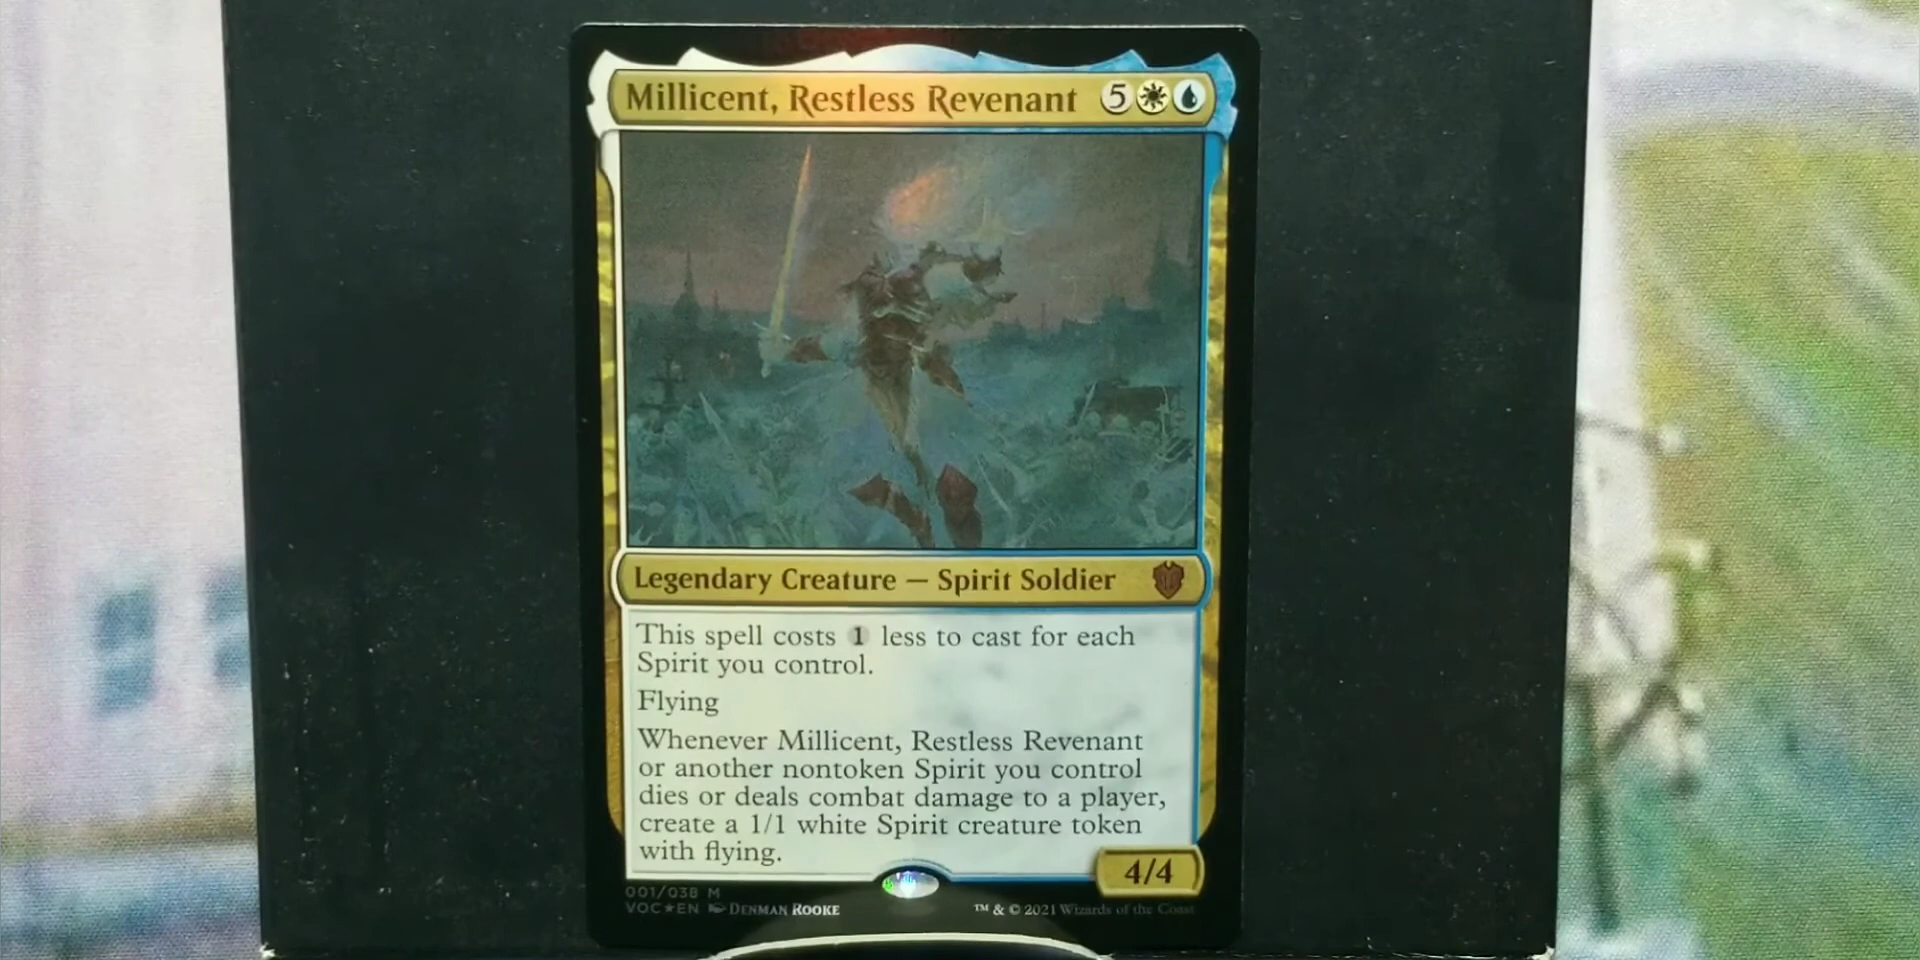 Millicent, Restless Revenant 5
Legendary Creature — Spirit Soldier
This spell costs 1 less to cast for each
Spirit you control.
Flying
Whenever Millicent, Restless Revenant
or another nontoken Spirit you control
dies or deals combat damage to a player,
create a 1/1 white Spirit creature token
with flying.
4/4
001/038 M
VOC★EN DENMAN ROOKE
™ & © 2021 Wizards of the Coast